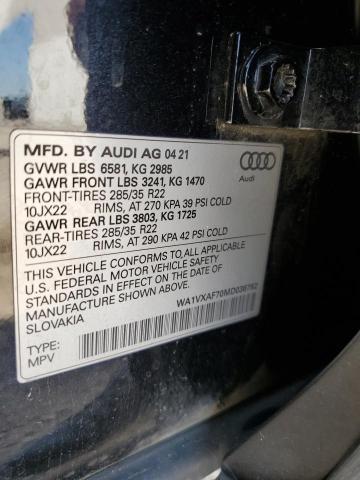 MFD. BY AUDI AG 04 21
GVWR LBS 6581, KG 2985
GAWR FRONT LBS 3241, KG 1470
FRONT-TIRES 285/35 R22
10JX22 RIMS, AT 270 KPA 39 PSI COLD
GAWR REAR LBS 3803, KG 1725
REAR-TIRES 285/35 R22
10JX22 RIMS, AT 290 KPA 42 PSI COLD
Audi
THIS VEHICLE CONFORMS TO ALL APPLICABLE
U.S. FEDERAL MOTOR VEHICLE SAFETY
STANDARDS IN EFFECT ON THE DATE OF
MANUFACTURE SHOWN ABOVE.
SLOVAKIA
WA1VXAF70MD036762
TYPE:
MPV